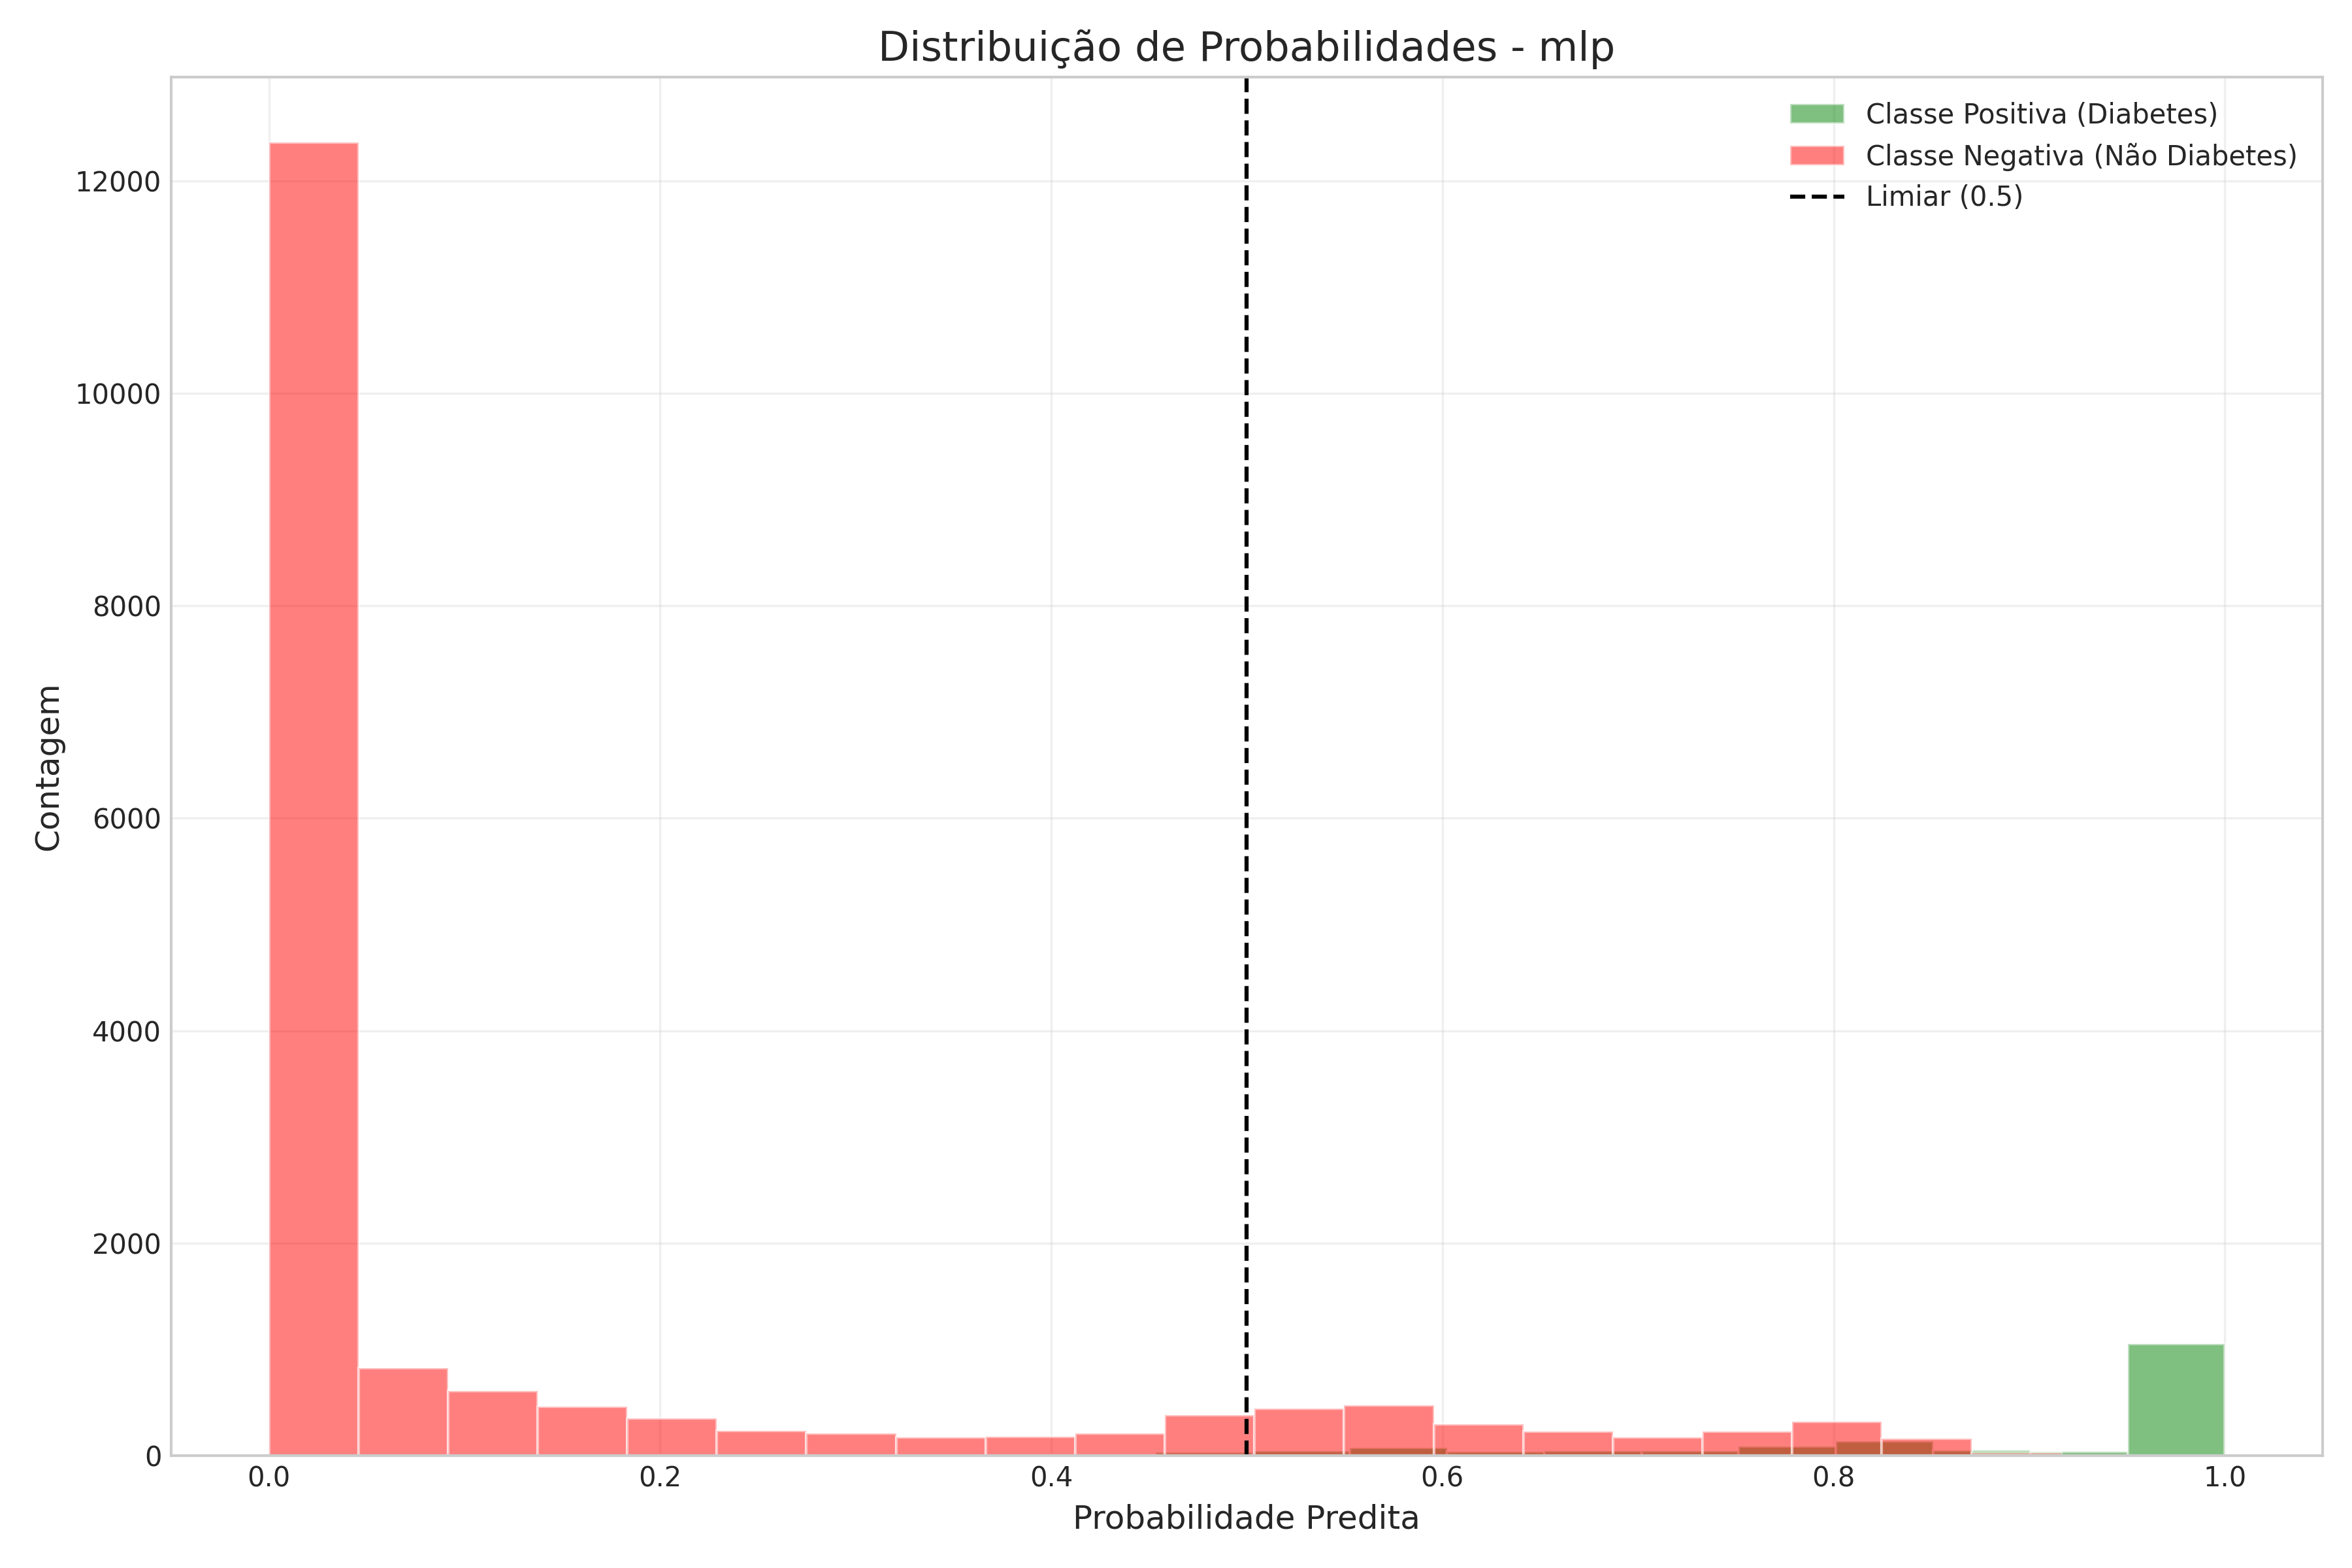 Distribuição de Probabilidades - mlp
Classe Positiva (Diabetes)
Classe Negativa (Não Diabetes)
Limiar (0.5)
Contagem
12000
10000
8000
6000
4000
2000
0
0.0 0.2 0.4 0.6 0.8 1.0
Probabilidade Predita